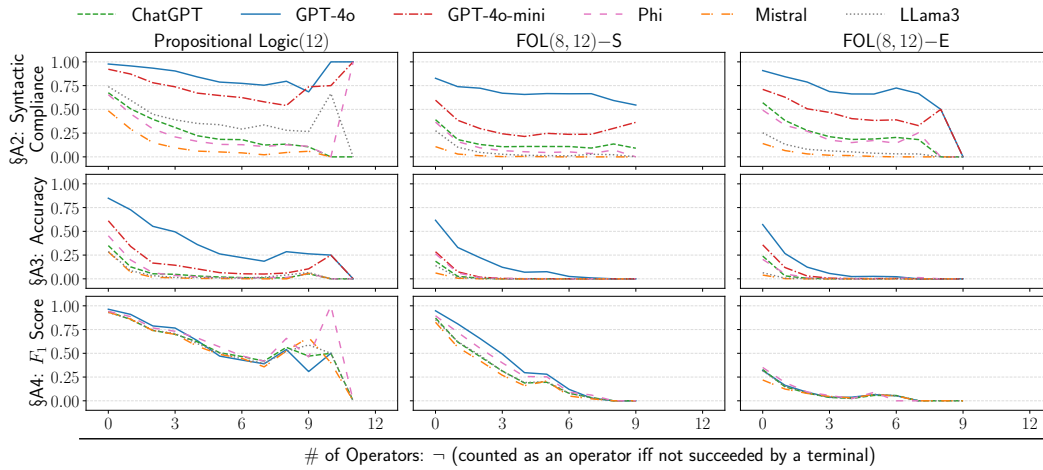 ChatGPT GPT-4o GPT-4o-mini Phi Mistral LLama3
Propositional Logic(12) FOL(8, 12)−S FOL(8, 12)−E
§A2: Syntactic
Compliance
1.00
0.75
0.50
0.25
0.00
§A3: Accuracy
1.00
0.75
0.50
0.25
0.00
§A4: F1 Score
1.00
0.75
0.50
0.25
0.00
0 3 6 9 12 0 3 6 9 12 0 3 6 9 12
# of Operators: ¬ (counted as an operator iff not succeeded by a terminal)